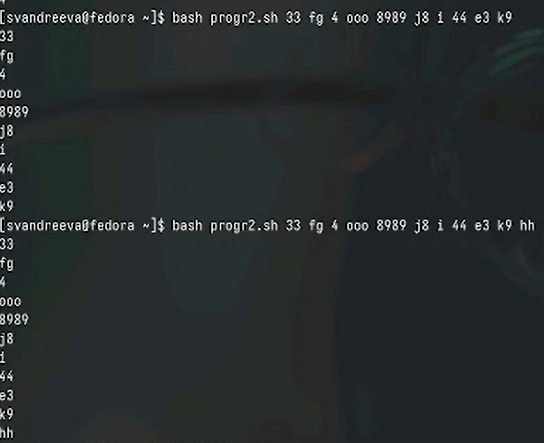 [svandreeva@fedora ~]$ bash progr2.sh 33 fg 4 ooo 8989 j8 i 44 e3 k9
33
fg
4
ooo
8989
j8
i
44
e3
k9
[svandreeva@fedora ~]$ bash progr2.sh 33 fg 4 ooo 8989 j8 i 44 e3 k9 hh
33
fg
4
ooo
8989
j8
i
44
e3
k9
hh